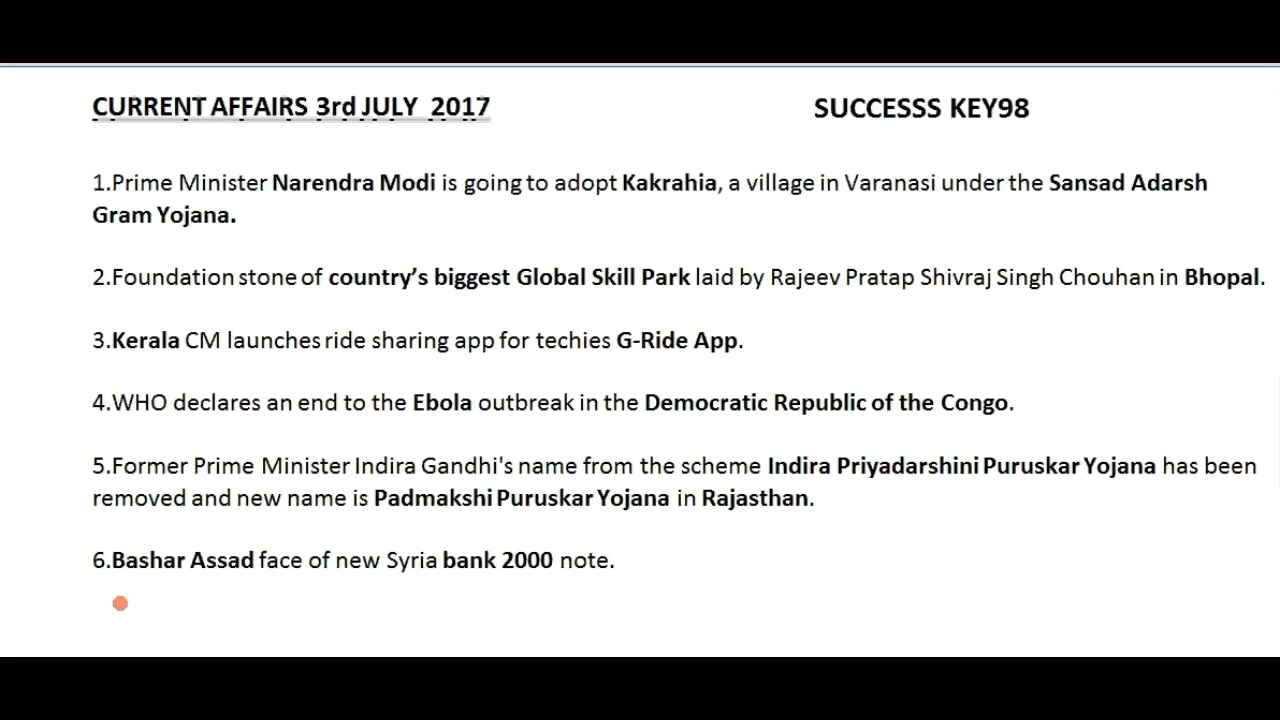 CURRENT AFFAIRS 3rd JULY 2017 SUCCESSS KEY98
1.Prime Minister Narendra Modi is going to adopt Kakrahia, a village in Varanasi under the Sansad Adarsh
Gram Yojana.
2.Foundation stone of country's biggest Global Skill Park laid by Rajeev Pratap Shivraj Singh Chouhan in Bhopal.
3.Kerala CM launches ride sharing app for techies G-Ride App.
4.WHO declares an end to the Ebola outbreak in the Democratic Republic of the Congo.
5.Former Prime Minister Indira Gandhi's name from the scheme Indira Priyadarshini Puruskar Yojana has been
removed and new name is Padmakshi Puruskar Yojana in Rajasthan.
6.Bashar Assad face of new Syria bank 2000 note.